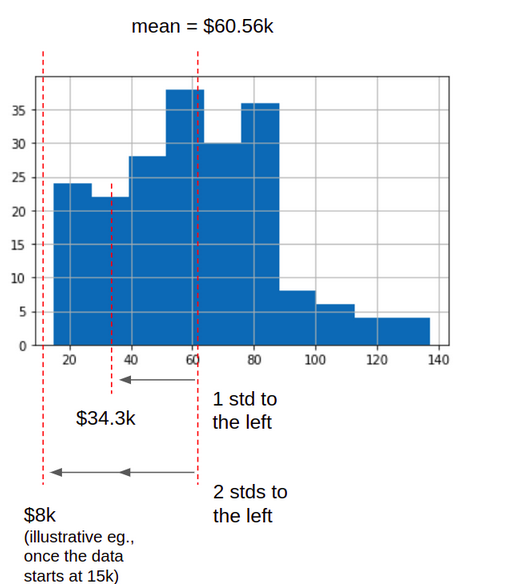 mean = $60.56k
35
30
25
20
15
10
5
0
20 40 60 80 100 120 140
1 std to
the left
$34.3k
2 stds to
the left
$8k
(illustrative eg.,
once the data
starts at 15k)